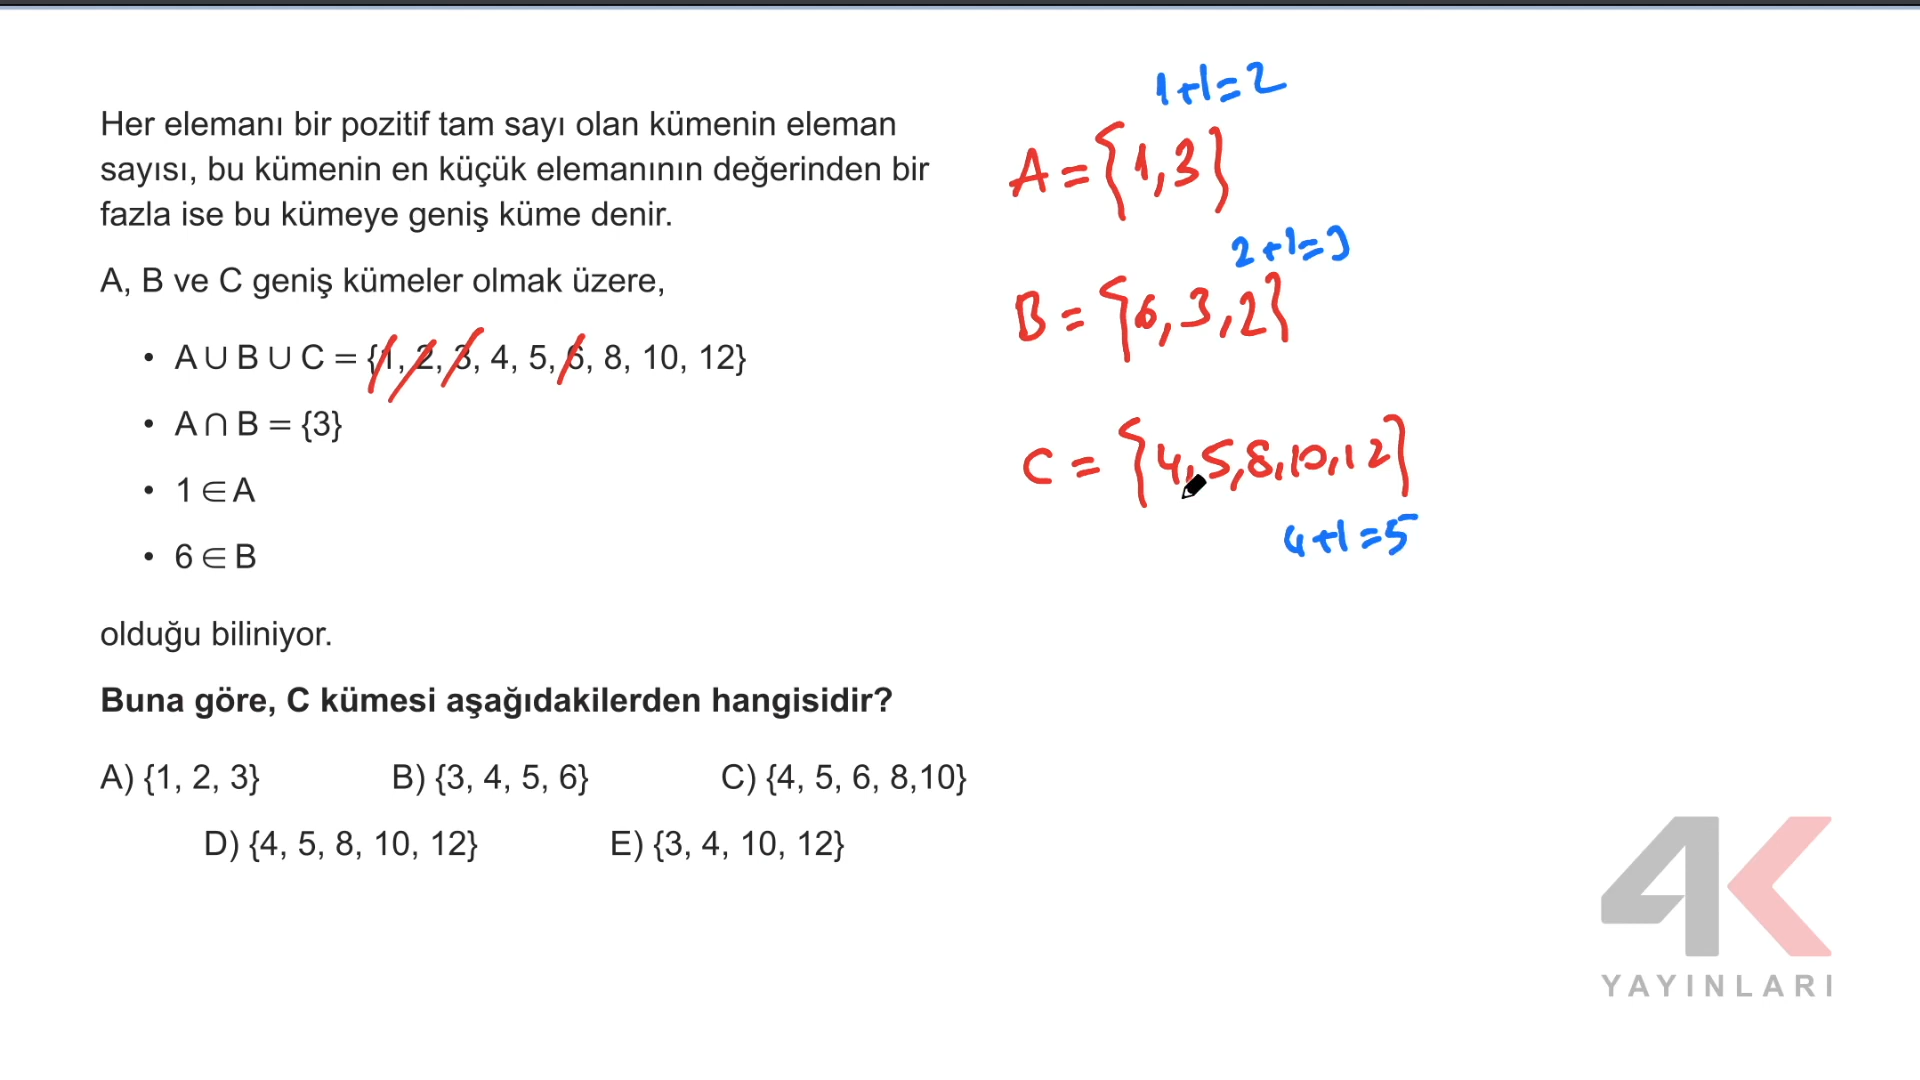 Her elemanı bir pozitif tam sayı olan kümenin eleman
sayısı, bu kümenin en küçük elemanının değerinden bir
fazla ise bu kümeye geniş küme denir.
A, B ve C geniş kümeler olmak üzere,
• A ∪ B ∪ C = {1, 2, 3, 4, 5, 6, 8, 10, 12}
• A ∩ B = {3}
• 1 ∈ A
• 6 ∈ B
olduğu biliniyor.
Buna göre, C kümesi aşağıdakilerden hangisidir?
A) {1, 2, 3} B) {3, 4, 5, 6} C) {4, 5, 6, 8,10}
D) {4, 5, 8, 10, 12} E) {3, 4, 10, 12}
1+1=2
A = {1,3}
2+1=3
B = {6,3,2}
C = {4,5,8,10,12}
4+1=5
4K
YAYINLARI